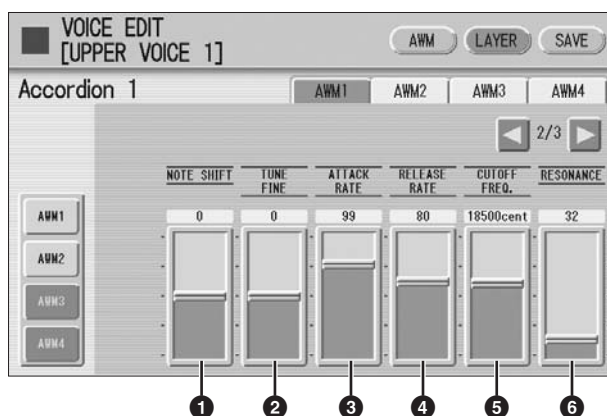 VOICE EDIT
[UPPER VOICE 1]
AWM LAYER SAVE
Accordion 1
AWM1 AWM2 AWM3 AWM4
2/3
NOTE SHIFT TUNE FINE ATTACK RATE RELEASE RATE CUTOFF FREQ. RESONANCE
0 0 99 80 18500cent 32
AWM1
AWM2
AWM3
AWM4
1 2 3 4 5 6